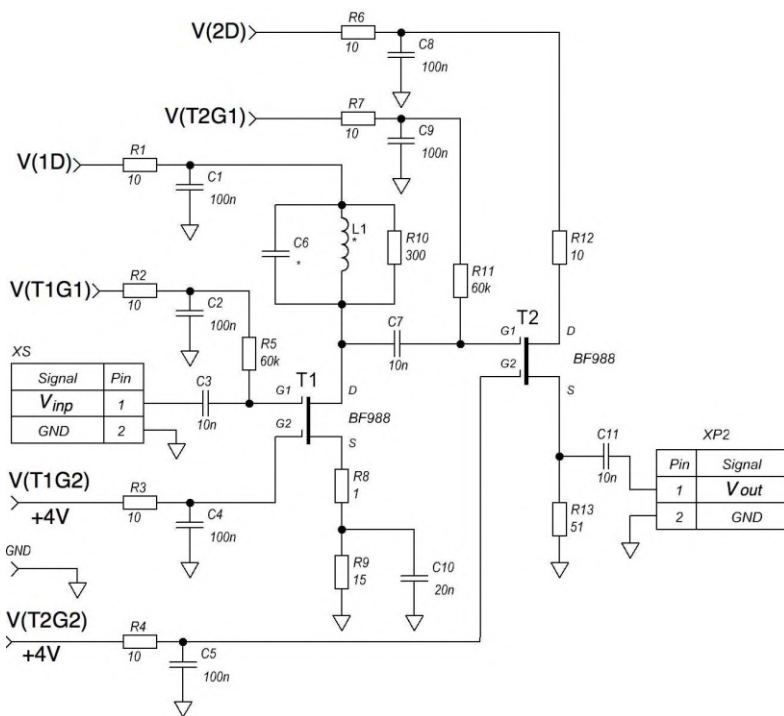 V(2D)
R6
10
C8
100n
V(T2G1)
R7
10
C9
100n
V(1D)
R1
10
C1
100n
C6
*
L1
*
R10
300
R12
10
R11
60k
V(T1G1)
R2
10
C2
100n
R5
60k
C7
10n
G1
T2
D
G2
S
BF988
XS
Signal Pin
Vinp 1
GND 2
C3
10n
G1
T1
D
G2
S
BF988
C11
10n
XP2
Pin Signal
1 Vout
2 GND
R8
1
R13
51
V(T1G2)
+4V
R3
10
C4
100n
R9
15
C10
20n
GND
V(T2G2)
+4V
R4
10
C5
100n